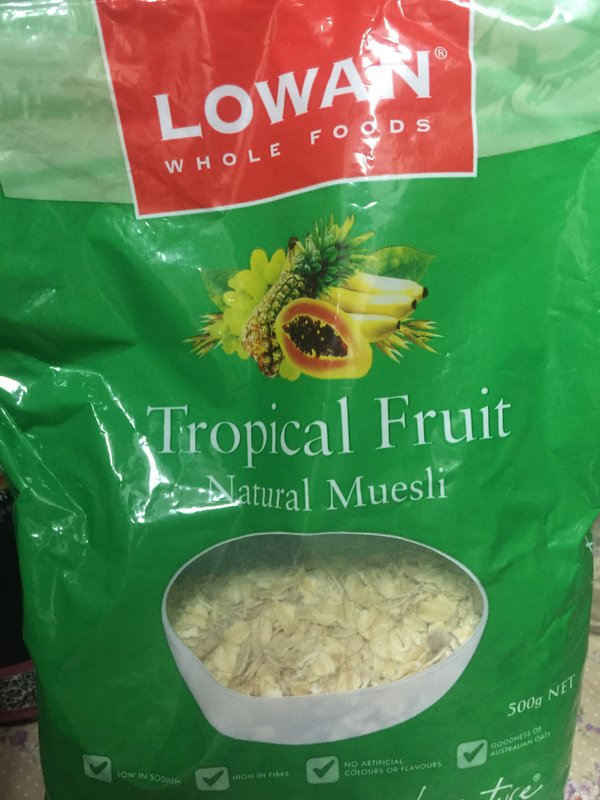 LOWAN®
WHOLE FOODS
Tropical Fruit
Natural Muesli
500g NET
LOW IN SODIUM
HIGH IN FIBRE
NO ARTIFICIAL
COLOURS OR FLAVOURS
GOODNESS OF
AUSTRALIAN OATS